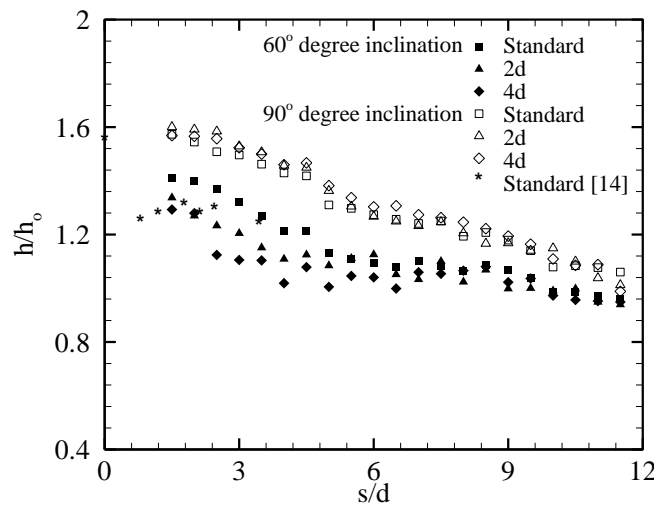 2
60° degree inclination Standard
2d
4d
90° degree inclination Standard
2d
4d
Standard [14]
1.6
h/hₒ
1.2
0.8
0.4
0 3 6 9 12
s/d